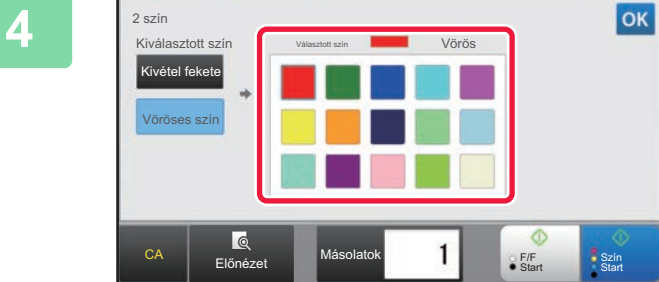 4
2 szín
OK
Kiválasztott szín
Választott szín
Vörös
Kivétel fekete
Vöröses szín
CA
Előnézet
Másolatok
1
F/F
Start
Szín
Start